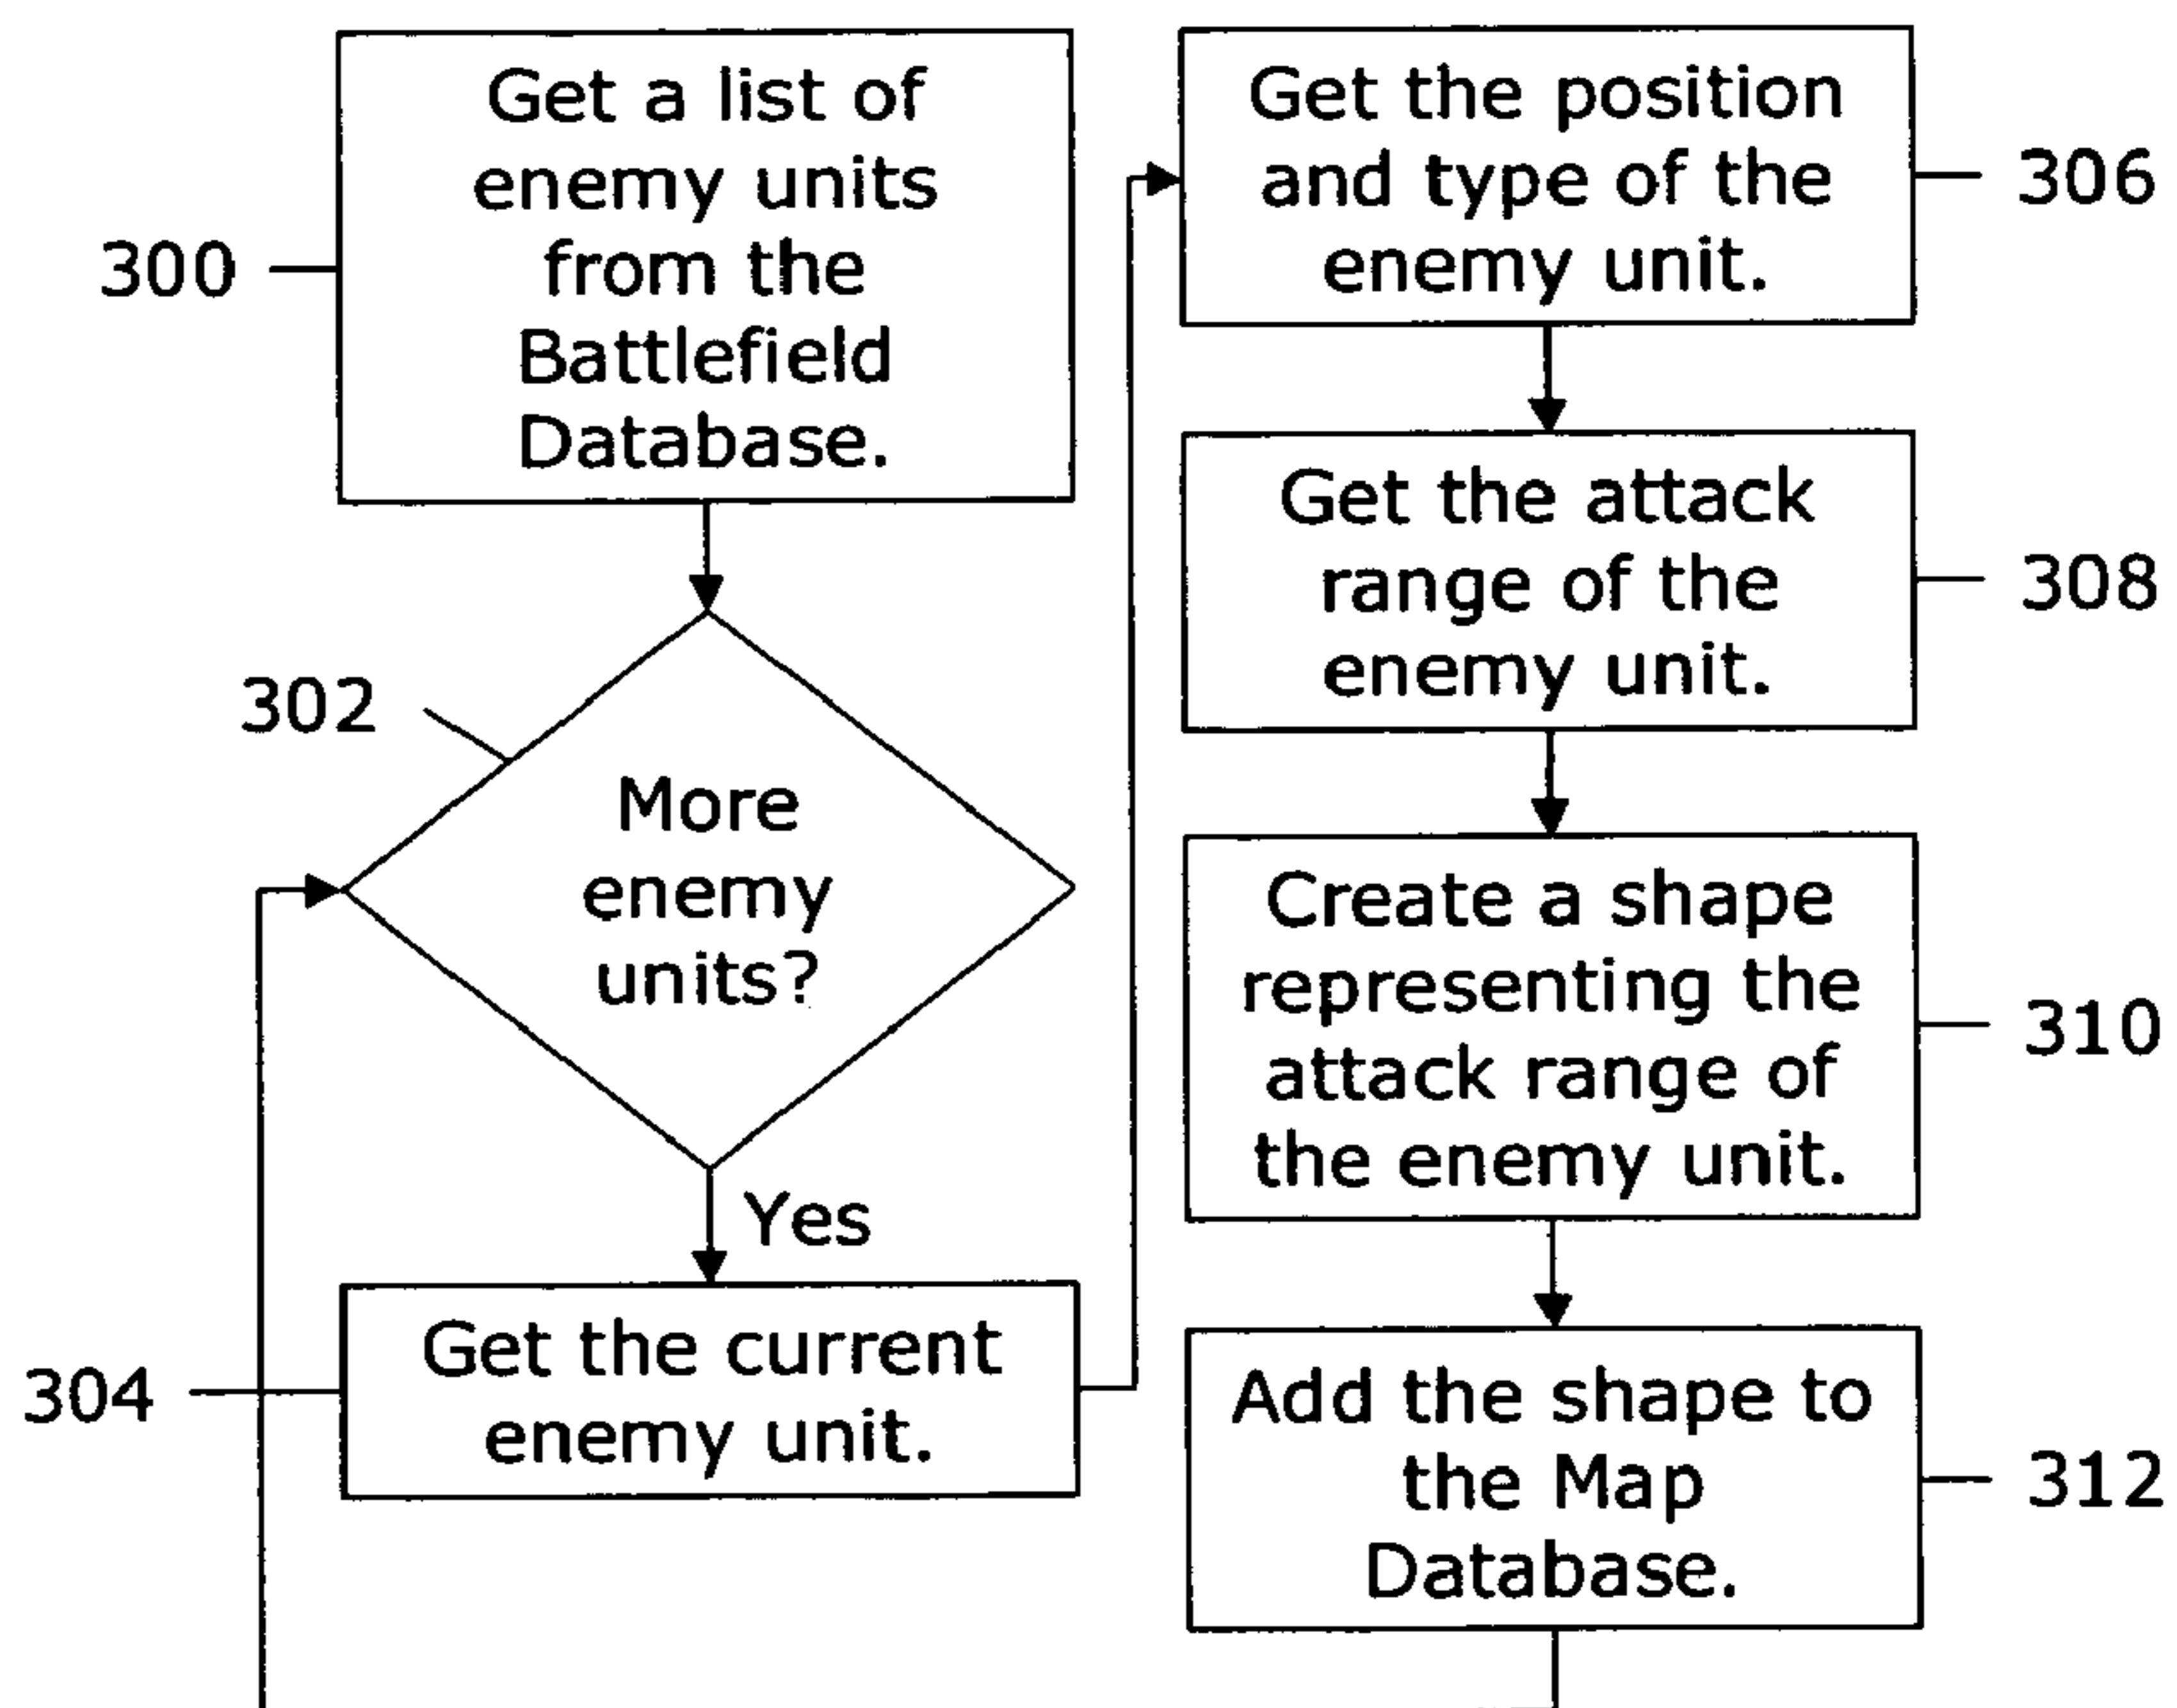 300
Get a list of
enemy units
from the
Battlefield
Database.
302
More
enemy
units?
Yes
304
Get the current
enemy unit.
Get the position
and type of the
enemy unit.
306
Get the attack
range of the
enemy unit.
308
Create a shape
representing the
attack range of
the enemy unit.
310
Add the shape to
the Map
Database.
312